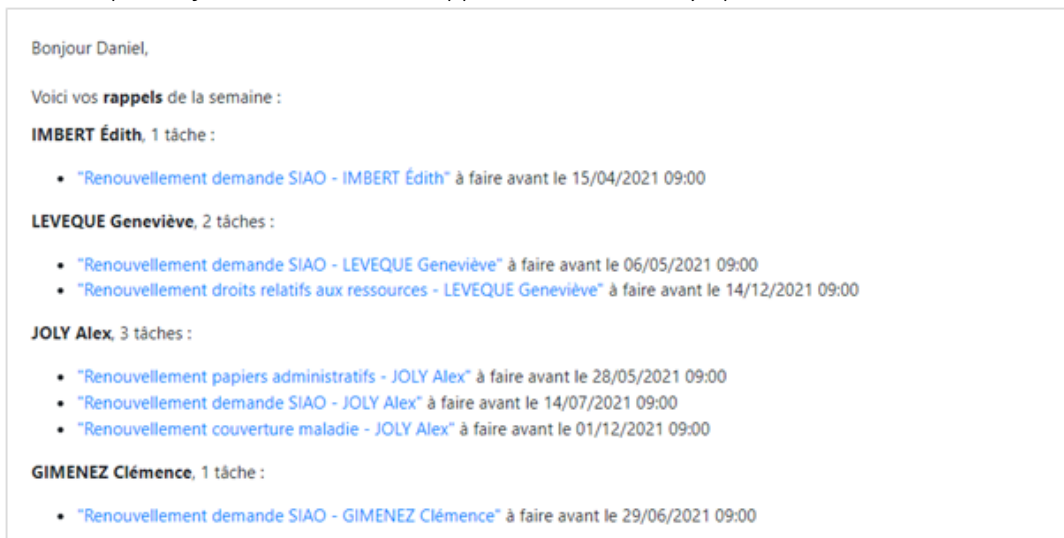 Bonjour Daniel,
Voici vos rappels de la semaine :
IMBERT Édith, 1 tâche :
• "Renouvellement demande SIAO - IMBERT Édith" à faire avant le 15/04/2021 09:00
LEVEQUE Geneviève, 2 tâches :
• "Renouvellement demande SIAO - LEVEQUE Geneviève" à faire avant le 06/05/2021 09:00
• "Renouvellement droits relatifs aux ressources - LEVEQUE Geneviève" à faire avant le 14/12/2021 09:00
JOLY Alex, 3 tâches :
• "Renouvellement papiers administratifs - JOLY Alex" à faire avant le 28/05/2021 09:00
• "Renouvellement demande SIAO - JOLY Alex" à faire avant le 14/07/2021 09:00
• "Renouvellement couverture maladie - JOLY Alex" à faire avant le 01/12/2021 09:00
GIMENEZ Clémence, 1 tâche :
• "Renouvellement demande SIAO - GIMENEZ Clémence" à faire avant le 29/06/2021 09:00